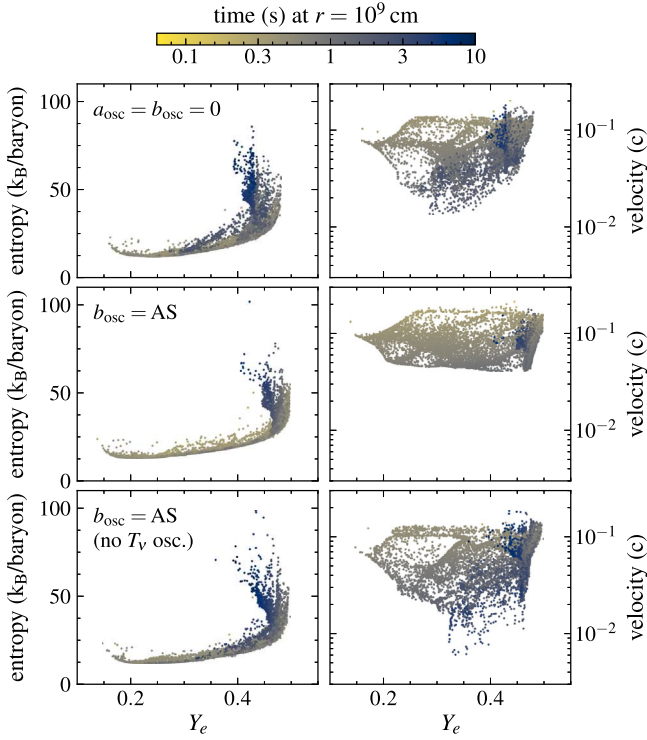 time (s) at r = 10⁹ cm
0.1 0.3 1 3 10
100
50
0
entropy (k_B/baryon)
a_osc = b_osc = 0
10⁻¹
10⁻²
velocity (c)
100
50
0
entropy (k_B/baryon)
b_osc = AS
10⁻¹
10⁻²
velocity (c)
100
50
0
entropy (k_B/baryon)
b_osc = AS
(no T_ν osc.)
10⁻¹
10⁻²
velocity (c)
0.2 0.4 0.2 0.4
Y_e Y_e